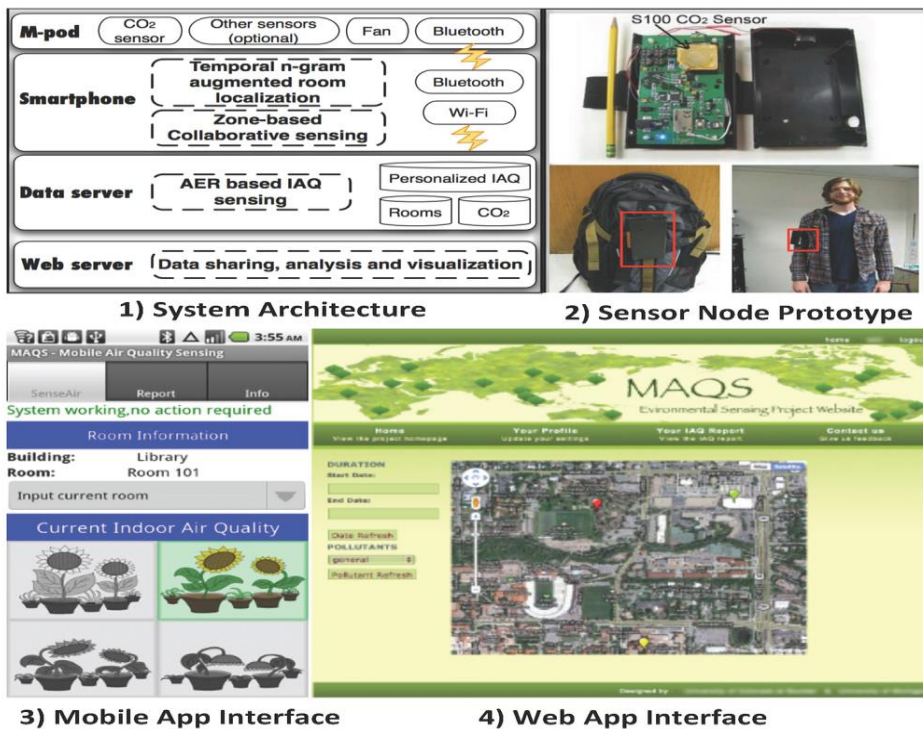 M-pod
CO2
sensor
Other sensors
(optional)
Fan
Bluetooth
Smartphone
Temporal n-gram
augmented room
localization
Zone-based
Collaborative sensing
Bluetooth
Wi-Fi
Data server
AER based IAQ
sensing
Personalized IAQ
Rooms
CO2
Web server
Data sharing, analysis and visualization
1) System Architecture
S100 CO2 Sensor
2) Sensor Node Prototype
3:55 AM
MAQS - Mobile Air Quality Sensing
SenseAir
Report
Info
System working,no action required
Room Information
Building: Library
Room: Room 101
Input current room
Current Indoor Air Quality
3) Mobile App Interface
home
logout
MAQS
Evironmental Sensing Project Website
Home
View the project homepage
Your Profile
Update your settings
Your IAQ Report
View the IAQ report
Contact us
Give us feedback
DURATION
Start Date:
End Date:
Date Refresh
POLLUTANTS
general
Pollutant Refresh
Designed by
4) Web App Interface